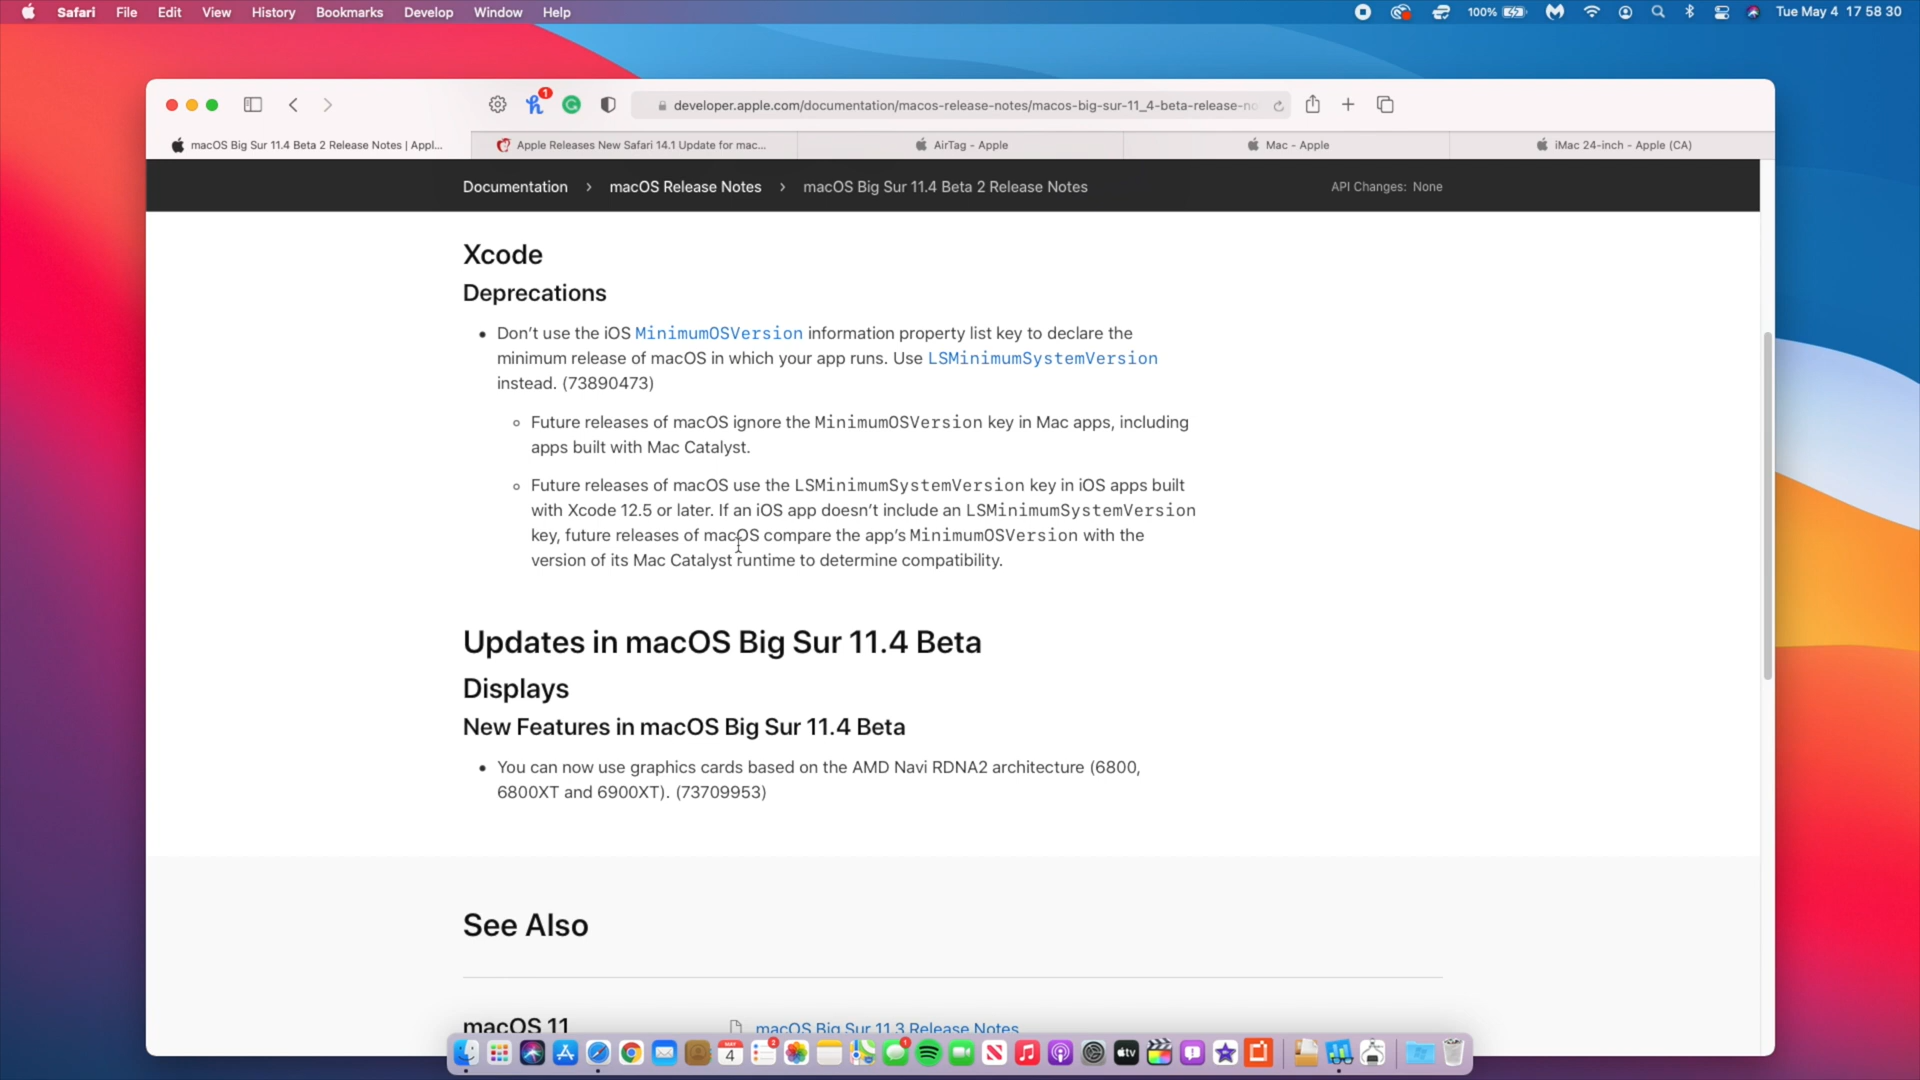 Safari File Edit View History Bookmarks Develop Window Help 100% Tue May 4 17 58 30
1 developer.apple.com/documentation/macos-release-notes/macos-big-sur-11_4-beta-release-no
macOS Big Sur 11.4 Beta 2 Release Notes | Appl... Apple Releases New Safari 14.1 Update for mac... AirTag - Apple Mac - Apple iMac 24-inch - Apple (CA)
Documentation > macOS Release Notes > macOS Big Sur 11.4 Beta 2 Release Notes API Changes: None
Xcode
Deprecations
• Don’t use the iOS MinimumOSVersion information property list key to declare the
minimum release of macOS in which your app runs. Use LSMinimumSystemVersion
instead. (73890473)
◦ Future releases of macOS ignore the MinimumOSVersion key in Mac apps, including
apps built with Mac Catalyst.
◦ Future releases of macOS use the LSMinimumSystemVersion key in iOS apps built
with Xcode 12.5 or later. If an iOS app doesn’t include an LSMinimumSystemVersion
key, future releases of macOS compare the app’s MinimumOSVersion with the
version of its Mac Catalyst runtime to determine compatibility.
Updates in macOS Big Sur 11.4 Beta
Displays
New Features in macOS Big Sur 11.4 Beta
• You can now use graphics cards based on the AMD Navi RDNA2 architecture (6800,
6800XT and 6900XT). (73709953)
See Also
macOS 11 macOS Big Sur 11.3 Release Notes
MAY 4 2 1 tv